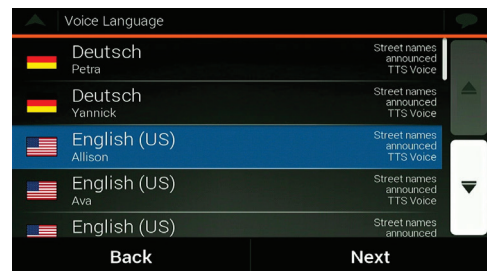 Voice Language
Deutsch
Petra
Street names
announced
TTS Voice
Deutsch
Yannick
Street names
announced
TTS Voice
English (US)
Allison
Street names
announced
TTS Voice
English (US)
Ava
Street names
announced
TTS Voice
English (US)
Street names
announced
Back
Next